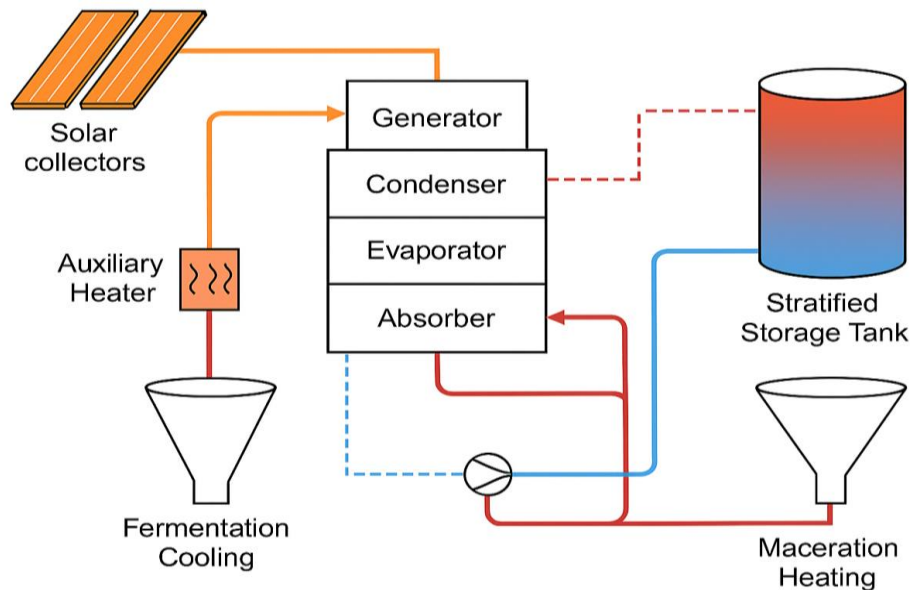 Solar
collectors
Generator
Condenser
Evaporator
Absorber
Auxiliary
Heater
Stratified
Storage Tank
Fermentation
Cooling
Maceration
Heating